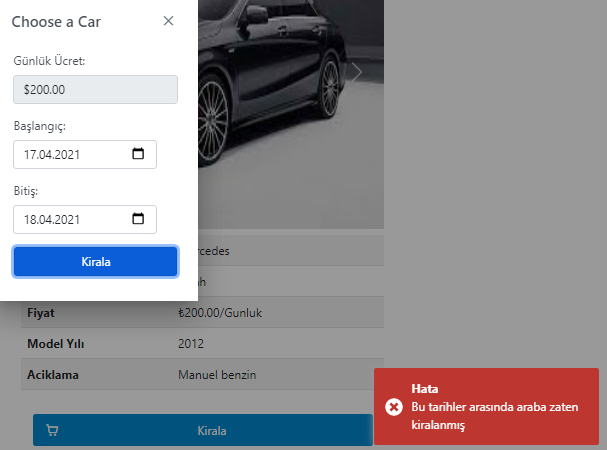 Choose a Car
Günlük Ücret:
$200.00
Başlangıç:
17.04.2021
Bitiş:
18.04.2021
Kirala
Fiyat ₺200.00/Gunluk
Model Yılı 2012
Aciklama Manuel benzin
Kirala
Hata
Bu tarihler arasında araba zaten
kiralanmış